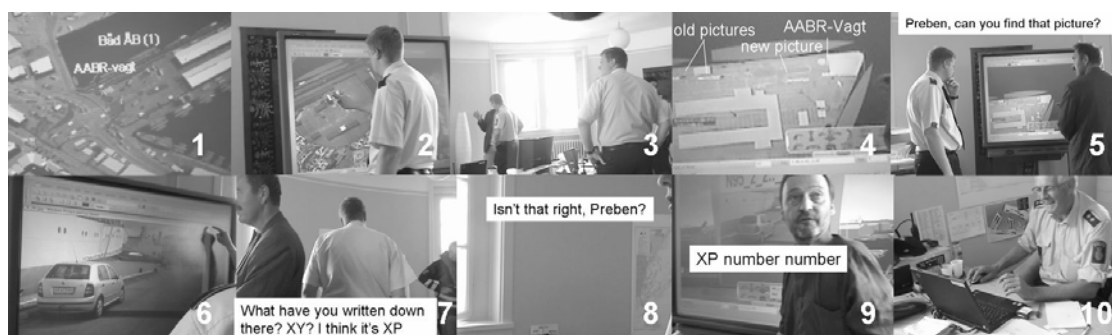 Båd ÅB (1)
AABR-vagt
1
2
3
old pictures
AABR-Vagt
new picture
4
Preben, can you find that picture?
5
6
What have you written down
there? XY? I think it's XP
7
Isn't that right, Preben?
8
XP number number
9
10